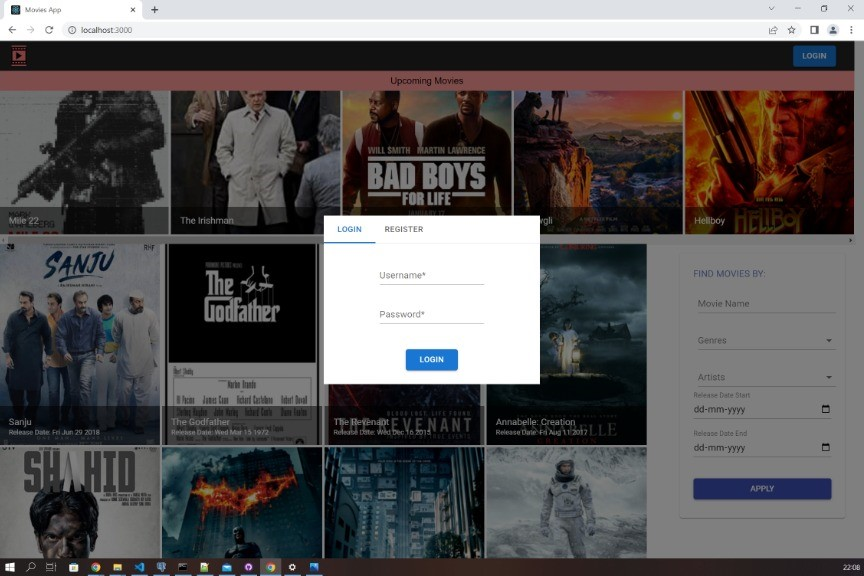 Movies App
localhost:3000
LOGIN
Upcoming Movies
WILL SMITH MARTIN LAWRENCE
BAD BOYS
FOR LIFE
Mile 22
The Irishman
Hellboy
HELLBOY
LOGIN REGISTER
Username*
Password*
LOGIN
SANJU
The
Godfather
Sanju
Release Date: Fri Jun 29 2018
The Godfather
Release Date: Wed Mar 15 1972
The Revenant
Release Date: Wed Dec 16 2015
Annabelle: Creation
Release Date: Fri Aug 11 2017
FIND MOVIES BY:
Movie Name
Genres
Artists
Release Date Start
dd-mm-yyyy
Release Date End
dd-mm-yyyy
APPLY
SHAHID
22:08